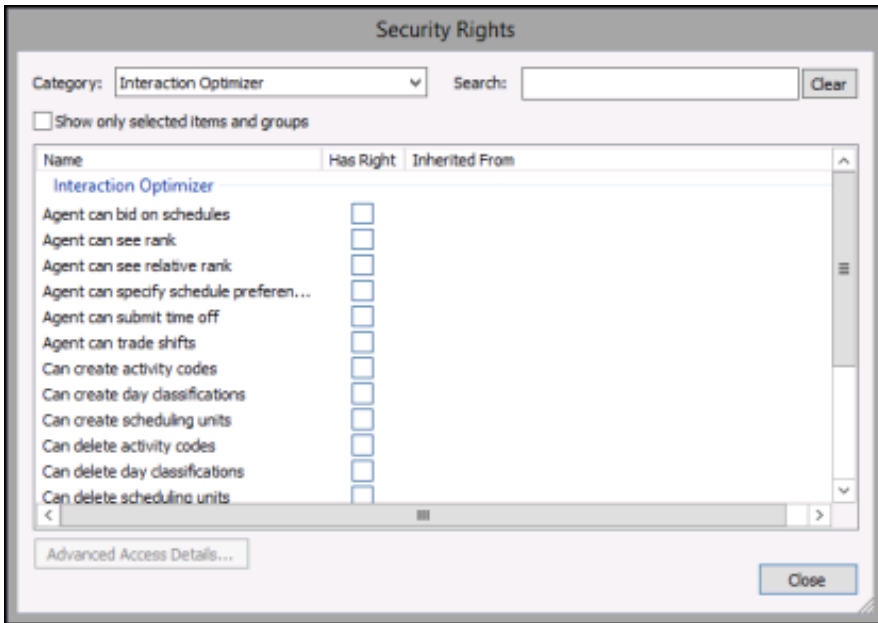 Security Rights
Category: Interaction Optimizer Search: Clear
Show only selected items and groups
Name Has Right Inherited From
Interaction Optimizer
Agent can bid on schedules
Agent can see rank
Agent can see relative rank
Agent can specify schedule preferen...
Agent can submit time off
Agent can trade shifts
Can create activity codes
Can create day classifications
Can create scheduling units
Can delete activity codes
Can delete day classifications
Can delete scheduling units
Advanced Access Details...
Close